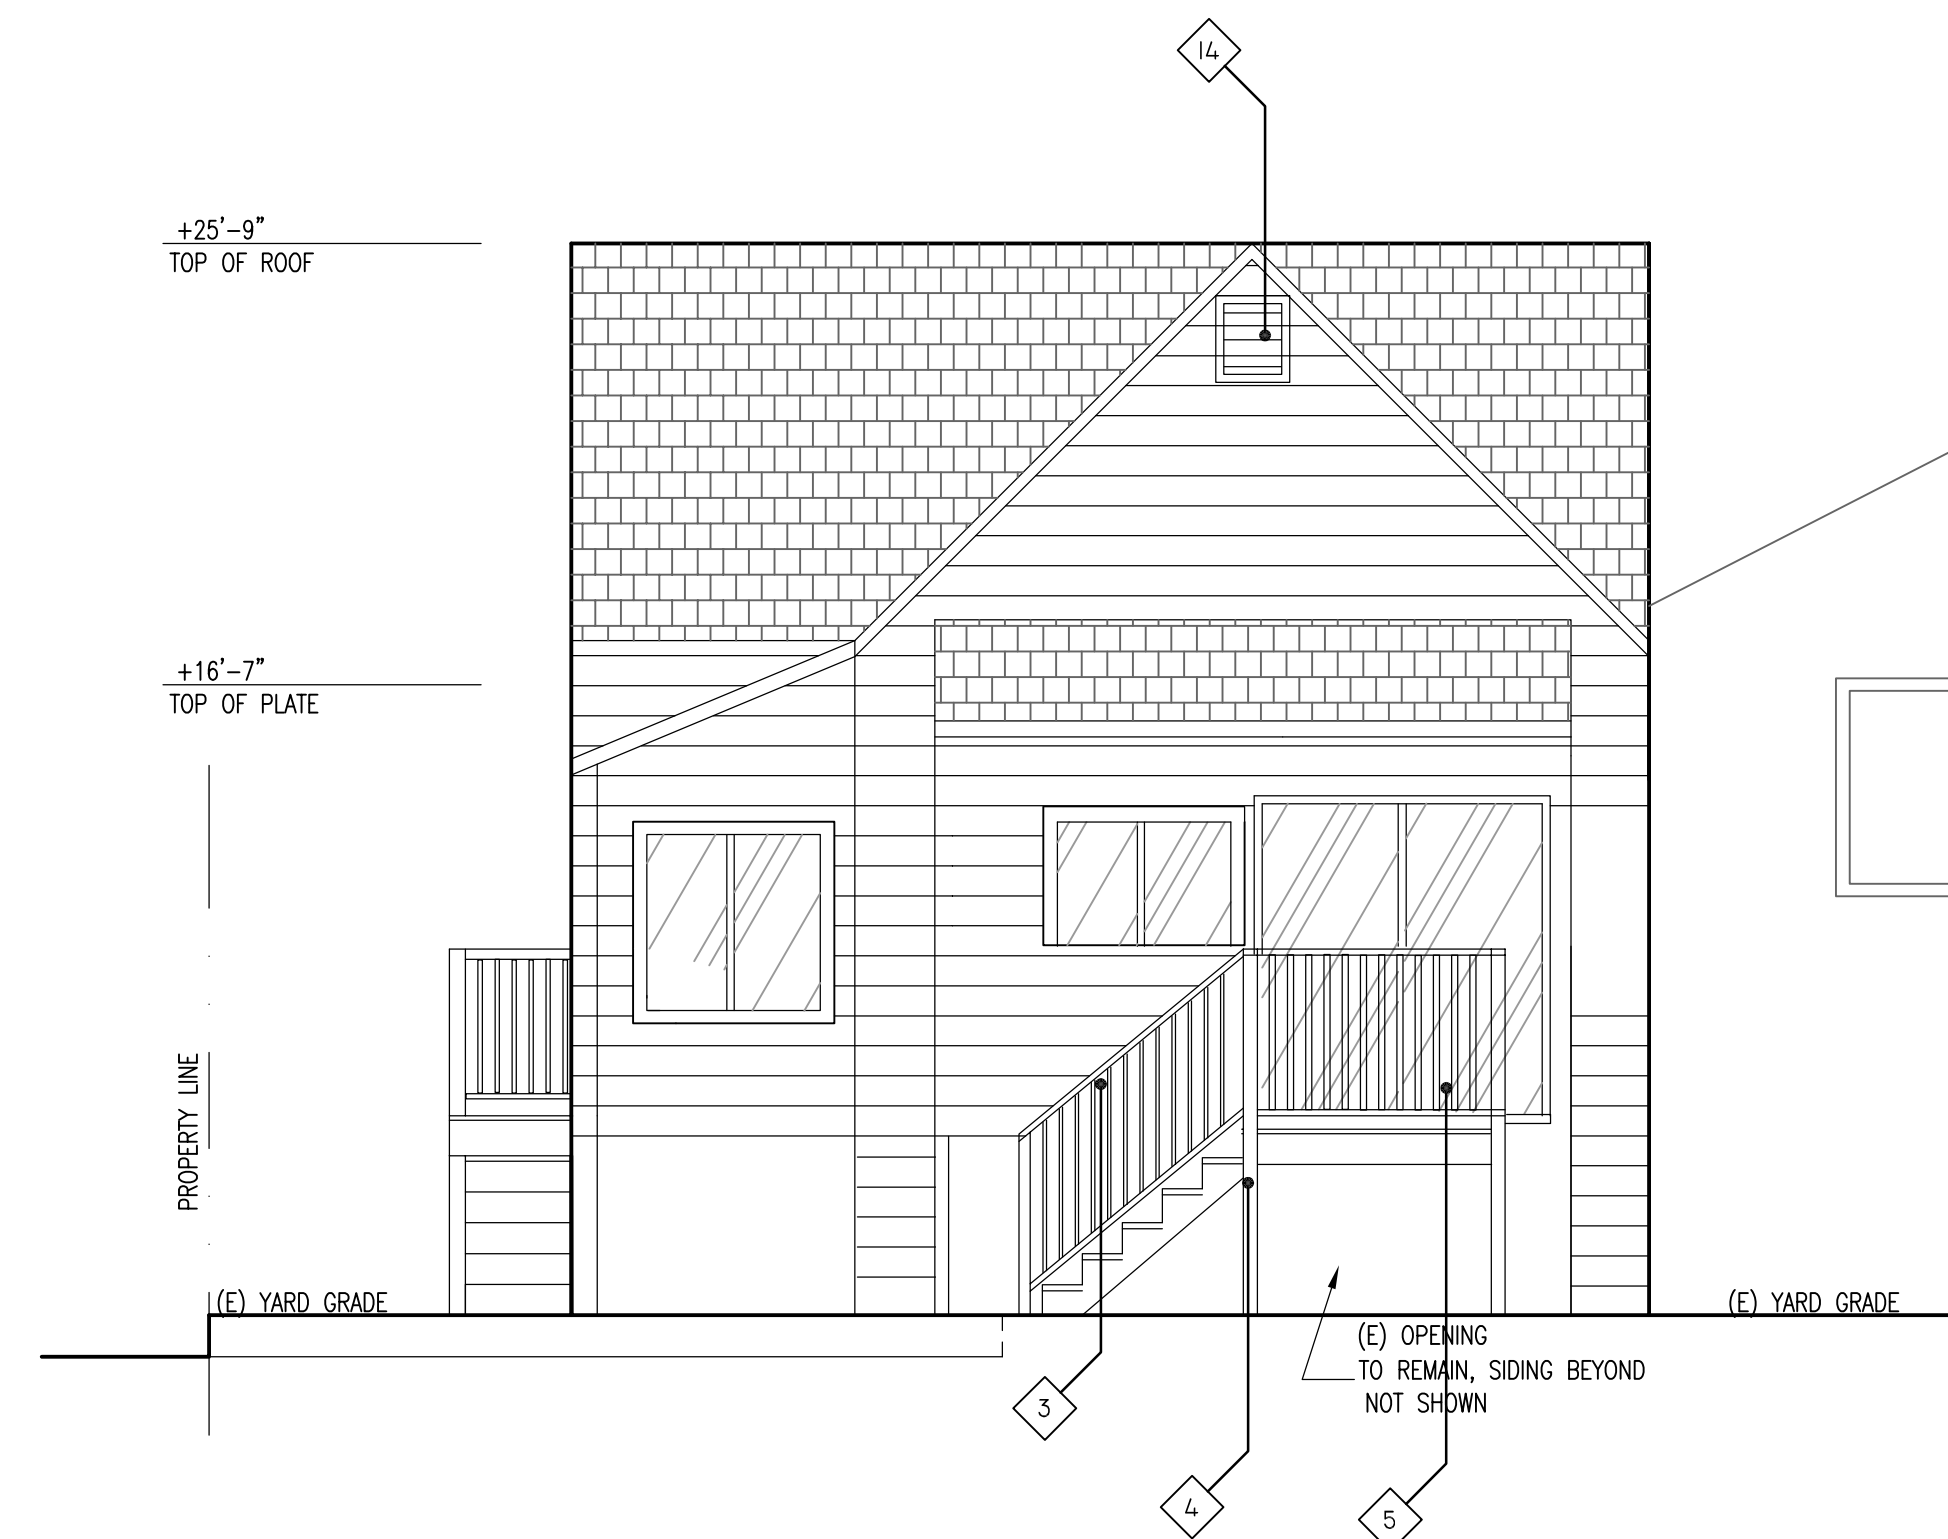 14
+25'-9"
TOP OF ROOF
+16'-7"
TOP OF PLATE
PROPERTY LINE
(E) YARD GRADE
(E) YARD GRADE
(E) OPENING
TO REMAIN, SIDING BEYOND
NOT SHOWN
3
4
5